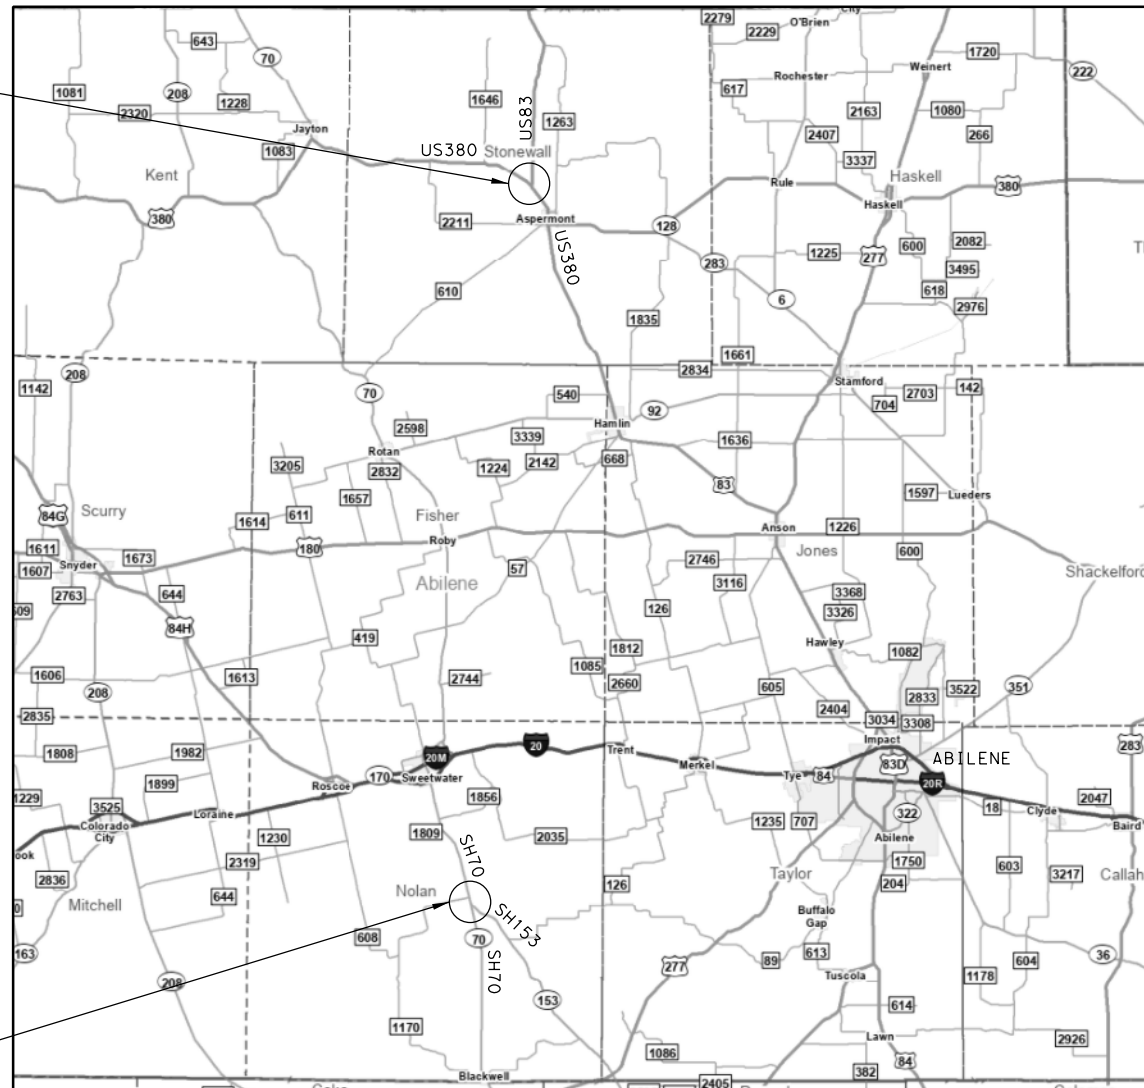 2279
City
O'Brien
2229
643
70
1720
Weinert
222
Rochester
1081
208
1228
2320
1646
US83
1263
617
2163
1080
Jayton
2407
266
1083
US380
Stonewall
3337
Kent
Rule
Haskell
380
Haskell
380
2211
Aspermont
128
US380
283
1225
277
600
2082
3495
610
6
618
2976
1835
1661
208
1142
70
2834
Stamford
704
2703
142
540
2598
92
Hamlin
3339
1636
Rotan
3205
2832
1224
2142
668
83
1657
1597
Lueders
84G
Scurry
1614
611
Fisher
Anson
1226
1611
1673
180
Roby
Jones
600
1607
Snyder
57
2746
Shackelford
2763
644
Abilene
3116
3368
609
126
3326
84H
419
Hawley
1812
1082
1606
1613
2744
1085
2660
605
208
2833
3522
351
2835
2404
3034
3308
1808
1982
20
Trent
Impact
283
20M
Merkel
83D
ABILENE
1899
170
Sweetwater
Tye
84
20R
1229
Roscoe
1856
2047
3525
Loraine
18
Clyde
Colorado
City
1230
1809
2035
1235
707
322
Baird
Abilene
ook
2319
SH70
1750
603
2836
126
Taylor
204
3217
Callah
644
Nolan
Mitchell
SH153
Buffalo
Gap
608
70
613
36
163
277
89
604
208
SH70
Tuscola
1178
153
614
1170
Lawn
2926
1086
84
Blackwell
382
2405